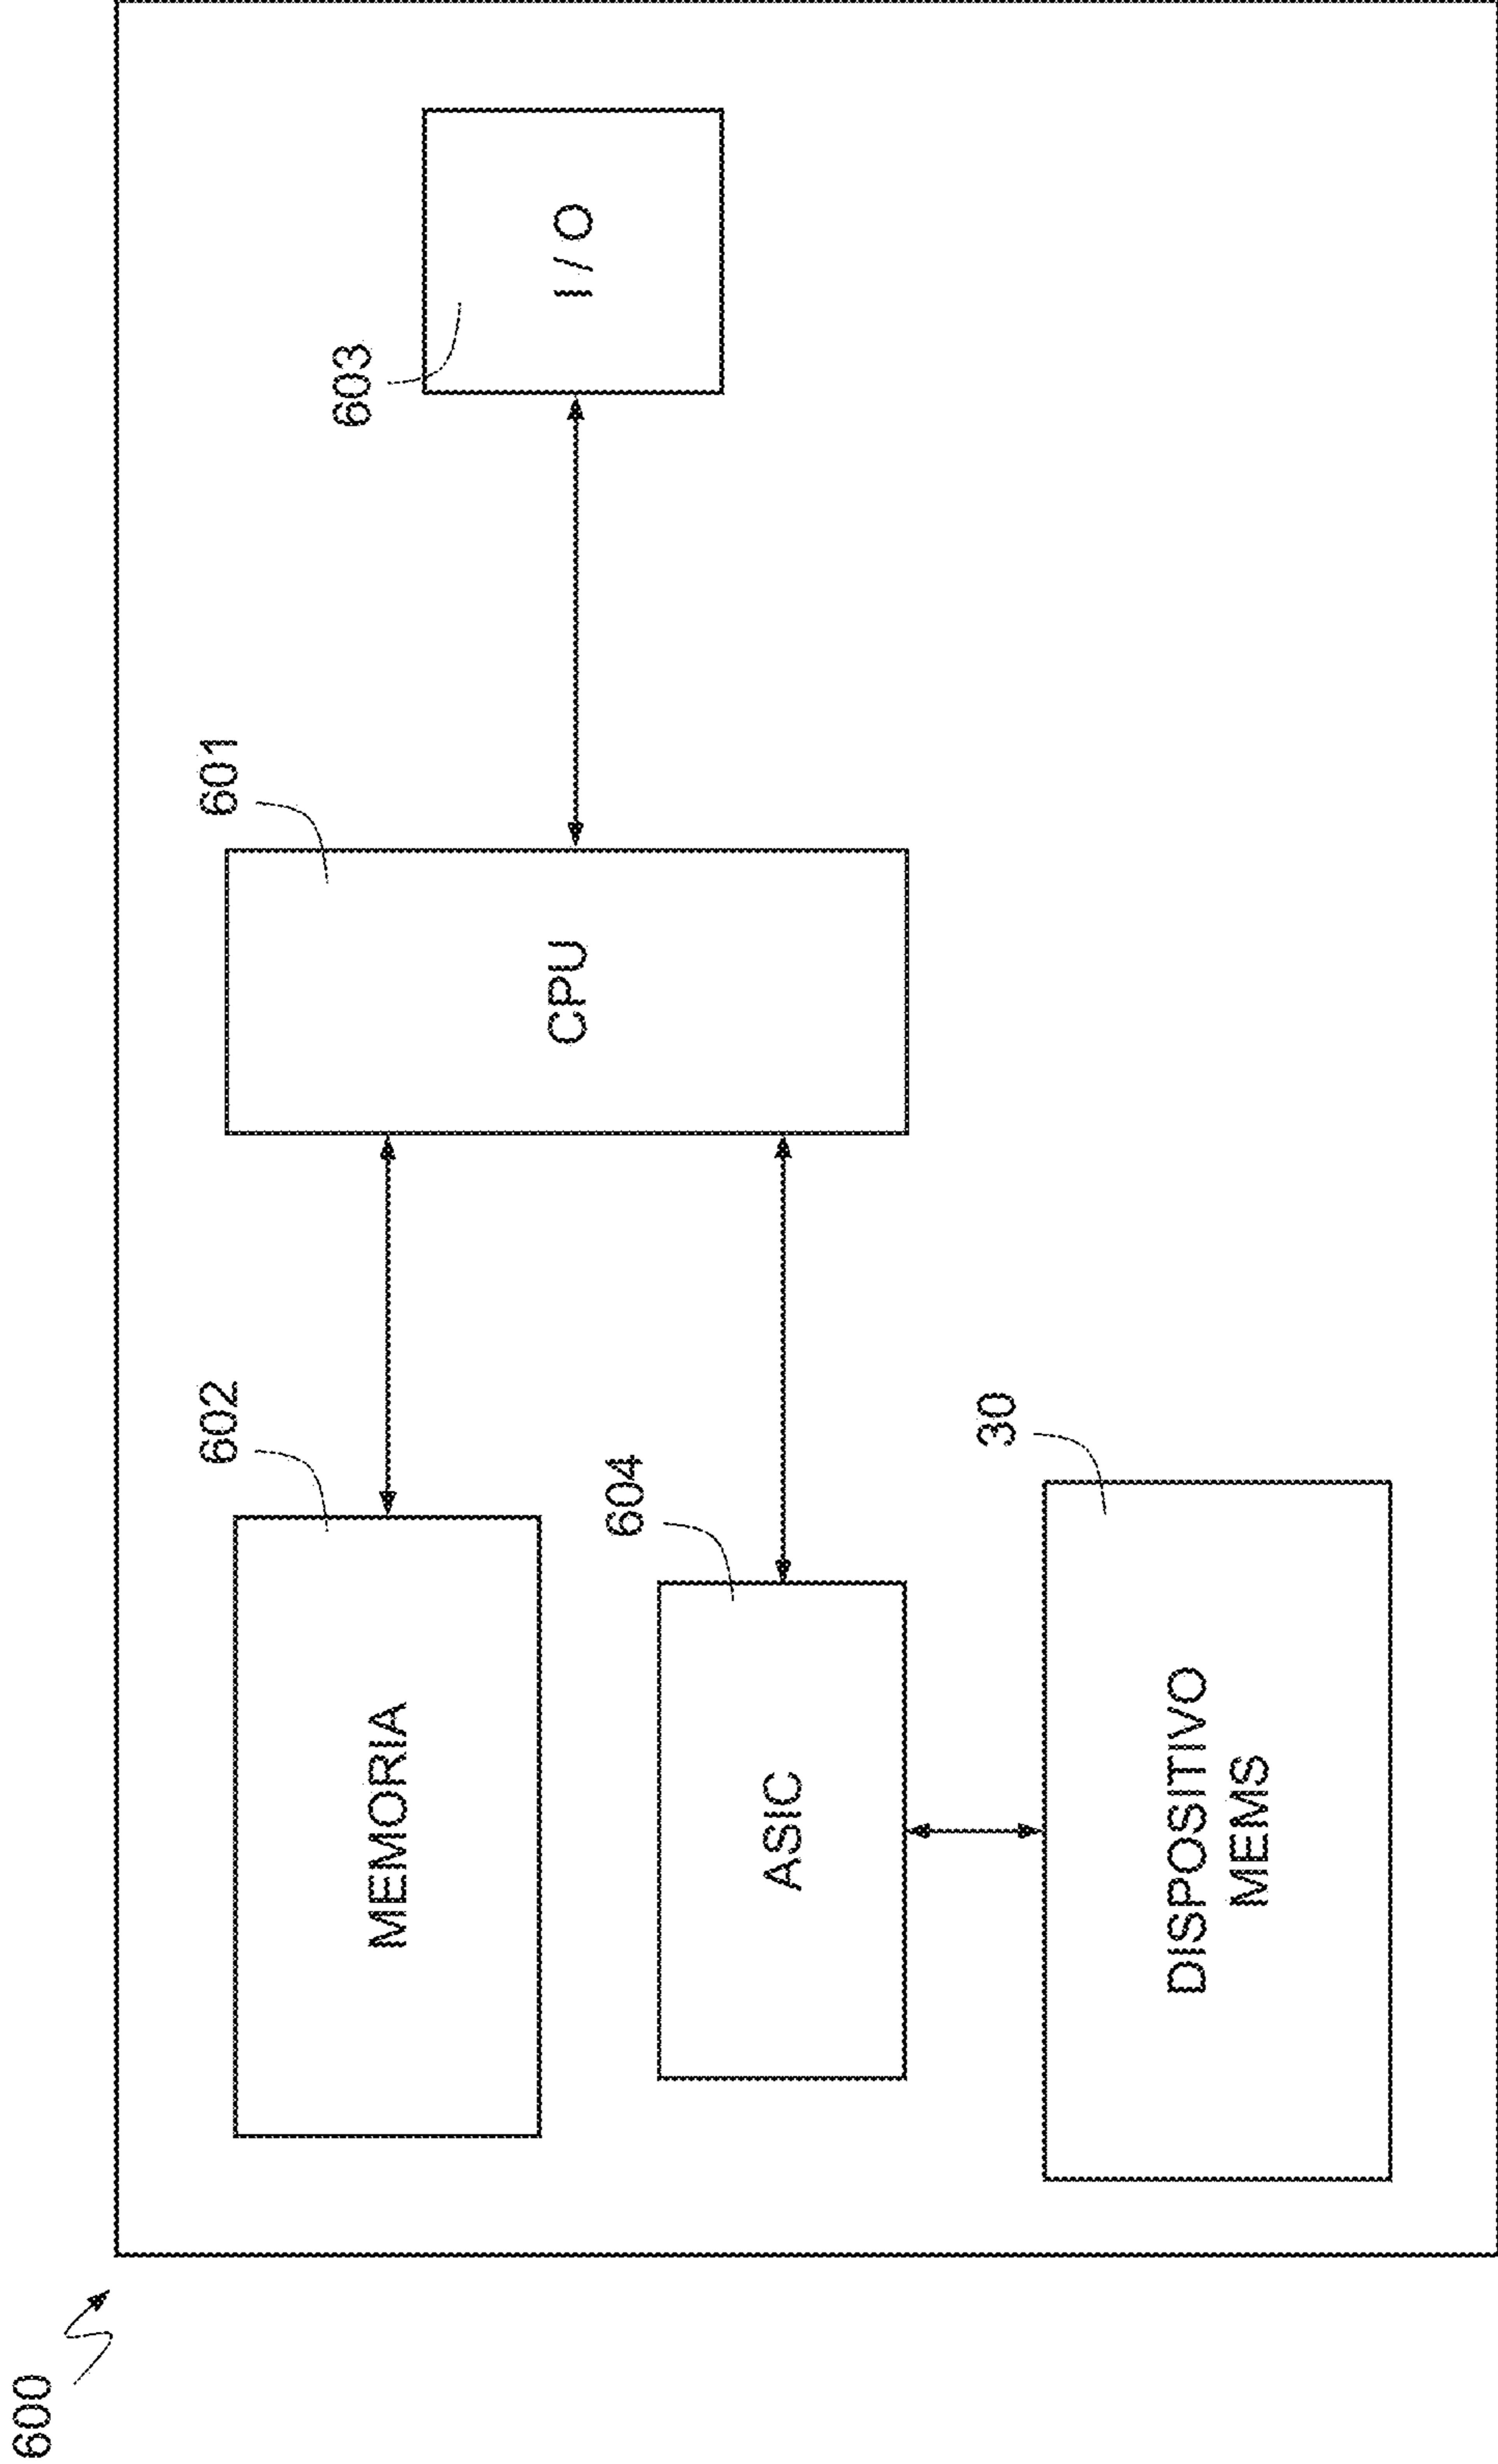 600
602
MEMORIA
601
CPU
603
I / O
604
ASIC
30
DISPOSITIVO
MEMS